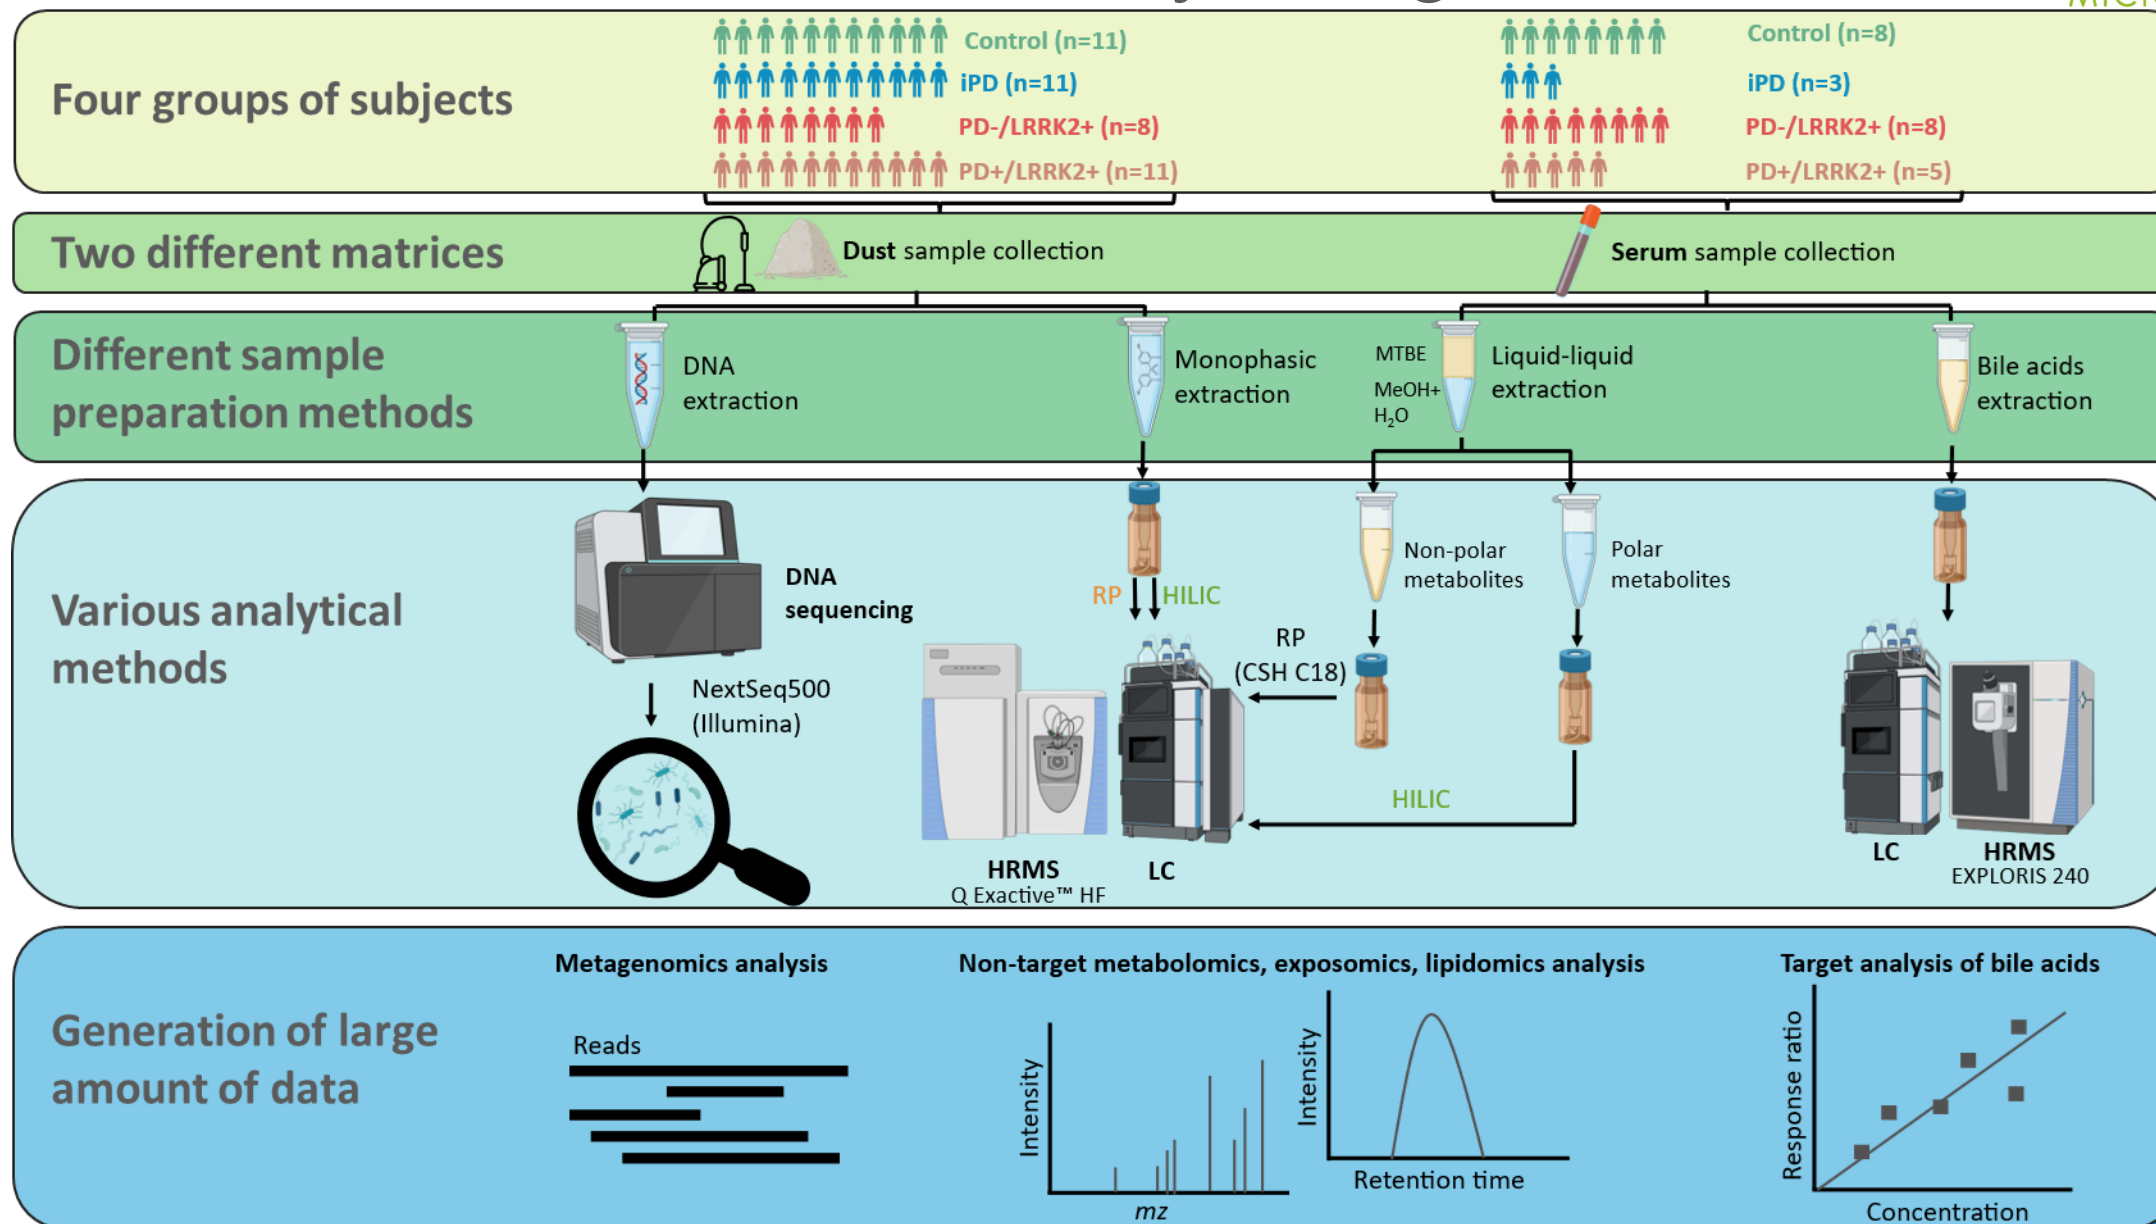 Four groups of subjects
Control (n=11)
iPD (n=11)
PD-/LRRK2+ (n=8)
PD+/LRRK2+ (n=11)
Control (n=8)
iPD (n=3)
PD-/LRRK2+ (n=8)
PD+/LRRK2+ (n=5)
Two different matrices
Dust sample collection
Serum sample collection
Different sample
preparation methods
DNA
extraction
Monophasic
extraction
MTBE
MeOH+
H₂O
Liquid-liquid
extraction
Bile acids
extraction
Various analytical
methods
DNA
sequencing
NextSeq500
(Illumina)
RP
HILIC
Non-polar
metabolites
Polar
metabolites
RP
(CSH C18)
HILIC
HRMS
Q Exactive™ HF
LC
LC
HRMS
EXPLORIS 240
Generation of large
amount of data
Metagenomics analysis
Reads
Non-target metabolomics, exposomics, lipidomics analysis
Intensity
mz
Intensity
Retention time
Target analysis of bile acids
Response ratio
Concentration